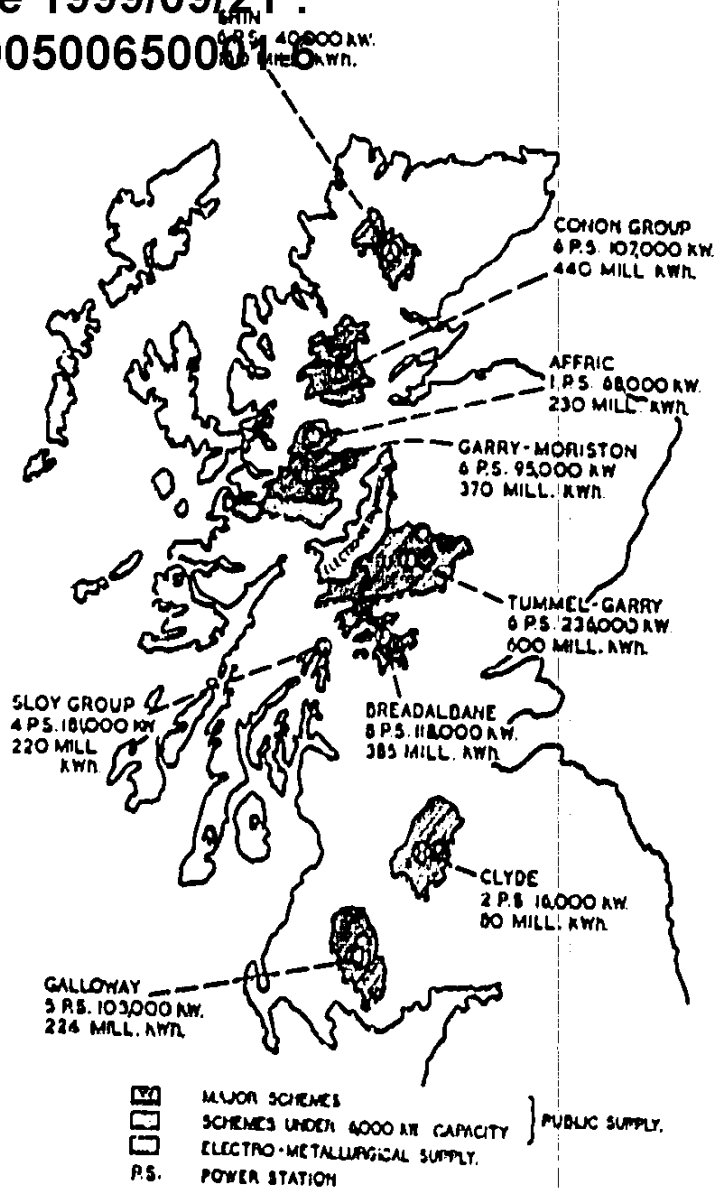 1999/09/21 :
SHIN
6 P.S. 40,000 KW.
MILL KWh.
CONON GROUP
6 P.S. 107,000 KW.
440 MILL KWh.
AFFRIC
1 P.S. 68,000 KW.
230 MILL. KWh
GARRY-MORISTON
6 P.S. 95,000 KW
370 MILL. KWh.
TUMMEL-GARRY
6 P.S. 236,000 KW.
600 MILL. KWh.
SLOY GROUP
4 P.S. KW
220 MILL
KWh.
BREADALBANE
8 P.S. 118,000 KW.
385 MILL. KWh.
CLYDE
2 P.S. 16,000 KW.
80 MILL. KWh.
GALLOWAY
5 P.S. 103,000 KW.
224 MILL. KWh.
MAJOR SCHEMES
SCHEMES UNDER 6,000 KW CAPACITY
PUBLIC SUPPLY.
ELECTRO-METALLURGICAL SUPPLY.
P.S. POWER STATION